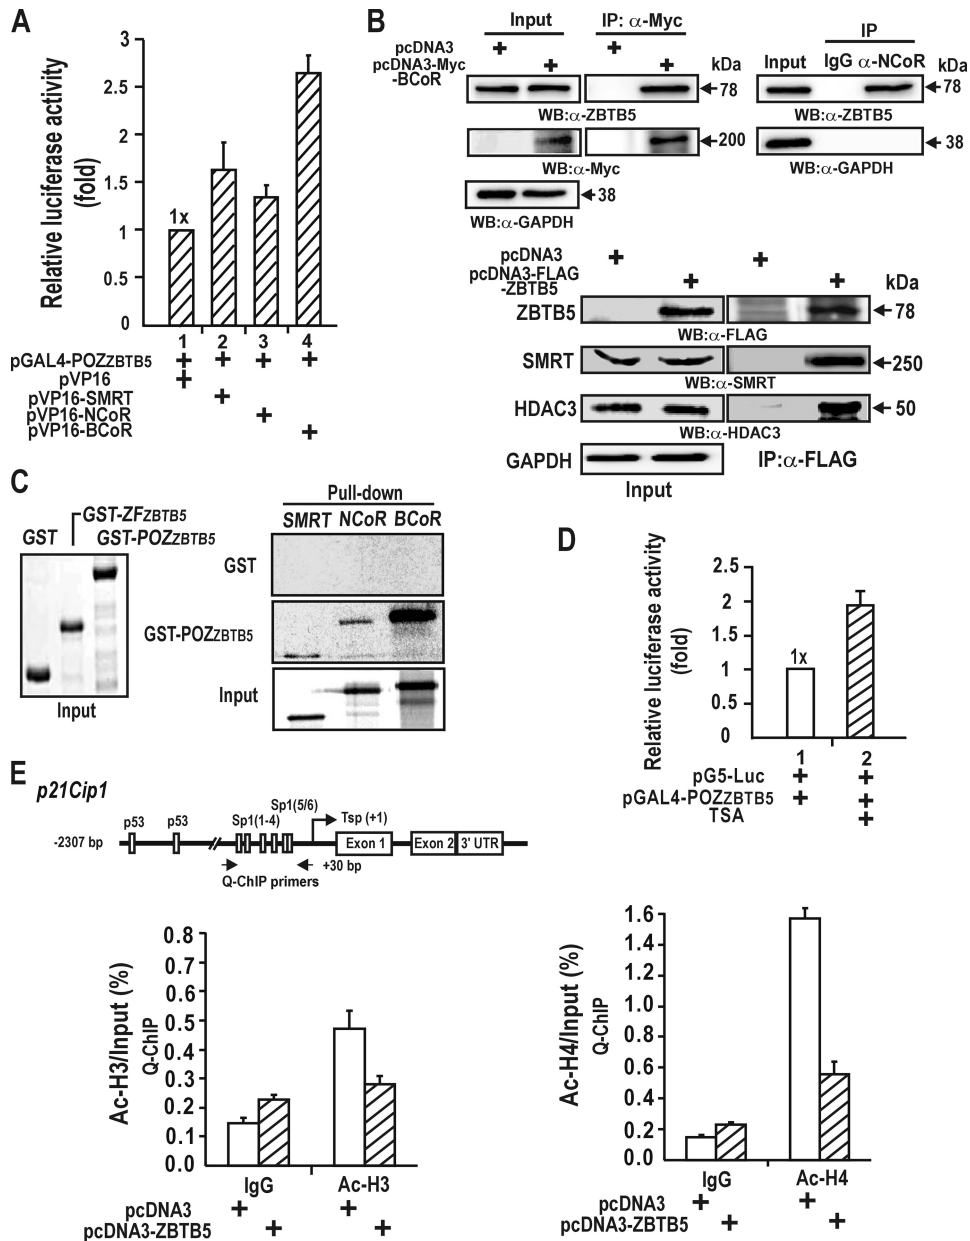 A
Relative luciferase activity
(fold)
3
2.5
2
1.5
1
0.5
0
1x
1 2 3 4
pGAL4-POZZBTB5 + + + +
pVP16 +
pVP16-SMRT +
pVP16-NCoR +
pVP16-BCoR +
B
Input IP: α-Myc
pcDNA3 + +
pcDNA3-Myc + + kDa
-BCoR
78
WB:α-ZBTB5
200
WB:α-Myc
38
WB:α-GAPDH
IP
Input IgG α-NCoR kDa
78
WB:α-ZBTB5
38
WB:α-GAPDH
pcDNA3 + +
pcDNA3-FLAG + + kDa
-ZBTB5
ZBTB5 78
WB:α-FLAG
SMRT 250
WB:α-SMRT
HDAC3 50
WB:α-HDAC3
GAPDH IP:α-FLAG
Input
C
GST-ZFZBTB5
GST GST-POZZBTB5
Input
Pull-down
SMRT NCoR BCoR
GST
GST-POZZBTB5
Input
D
Relative luciferase activity
(fold)
2.5
2
1.5
1
0.5
0
1x
1 2
pG5-Luc + +
pGAL4-POZZBTB5 + +
TSA +
E
p21Cip1
Sp1(5/6)
p53 p53 Sp1(1-4) Tsp (+1)
-2307 bp Exon 1 Exon 2 3' UTR
+30 bp
Q-ChIP primers
Ac-H3/Input (%)
Q-ChIP
0.8
0.7
0.6
0.5
0.4
0.3
0.2
0.1
0.0
IgG Ac-H3
pcDNA3 + +
pcDNA3-ZBTB5 + +
Ac-H4/Input (%)
Q-ChIP
1.6
1.4
1.2
1.0
0.8
0.6
0.4
0.2
0.0
IgG Ac-H4
pcDNA3 + +
pcDNA3-ZBTB5 + +